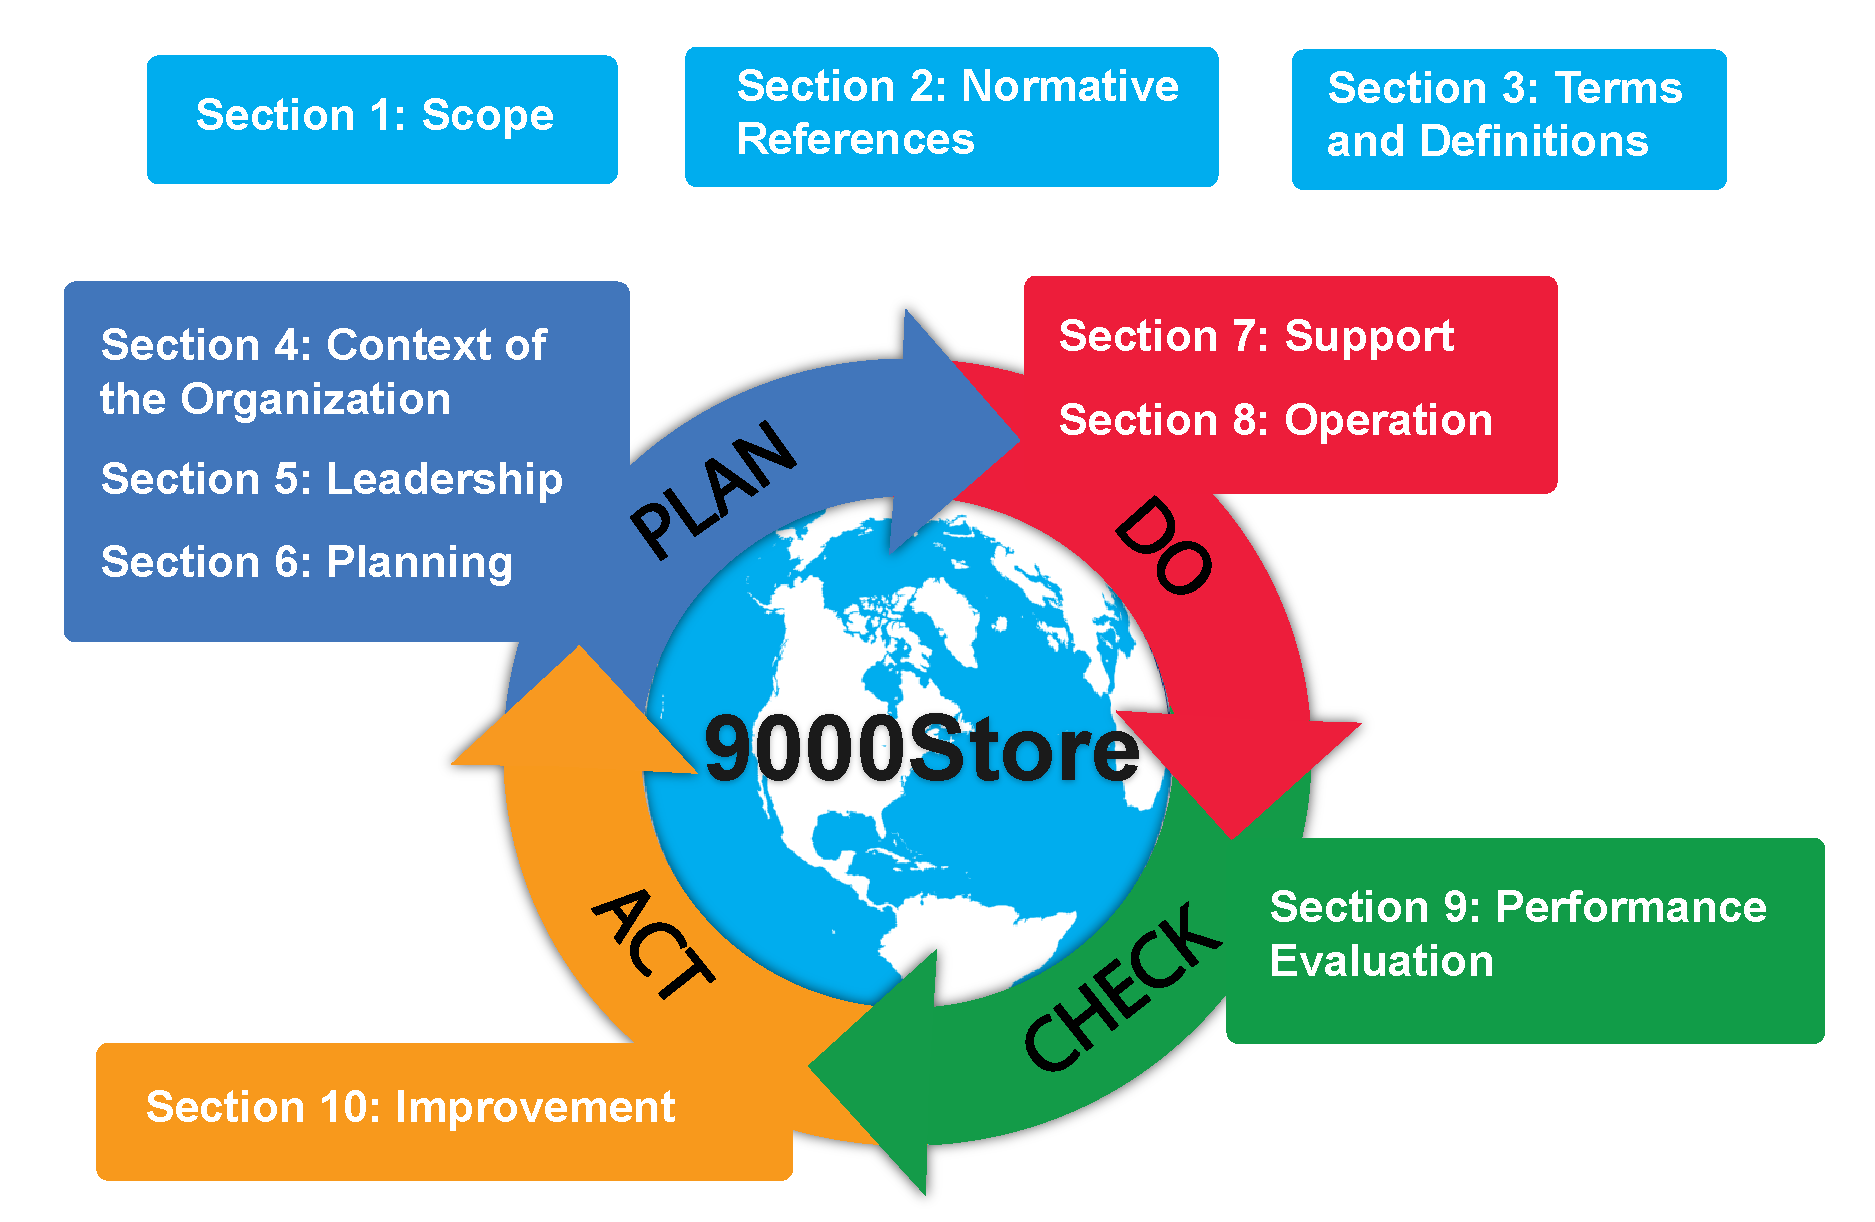 Section 1: Scope
Section 2: Normative
References
Section 3: Terms
and Definitions
Section 4: Context of
the Organization
Section 5: Leadership
Section 6: Planning
PLAN
Section 7: Support
Section 8: Operation
DO
9000Store
Section 9: Performance
Evaluation
CHECK
ACT
Section 10: Improvement